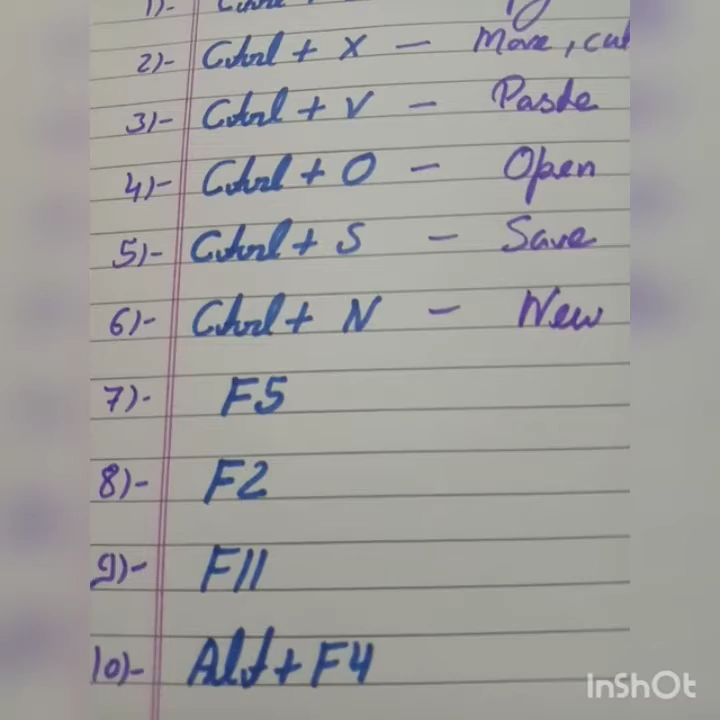 1)-
2)- Ctrl + X - Move, cut
3)- Ctrl + V - Paste
4)- Ctrl + O - Open
5)- Ctrl + S - Save
6)- Ctrl + N - New
7)- F5
8)- F2
9)- F11
10)- Alt + F4
InShOt